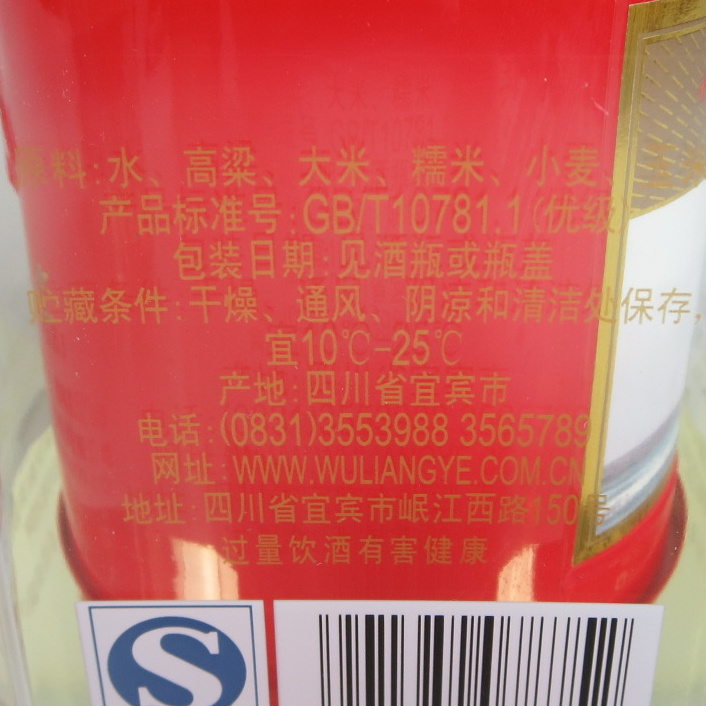 原料:水、高粱、大米、糯米、小麦、
产品标准号:GB/T10781.1(优级)
包装日期:见酒瓶或瓶盖
贮藏条件:干燥、通风、阴凉和清洁处保存,
宜10℃-25℃
产地:四川省宜宾市
电话:(0831)3553988 3565789
网址:WWW.WULIANGYE.COM.CN
地址:四川省宜宾市岷江西路150号
过量饮酒有害健康
S